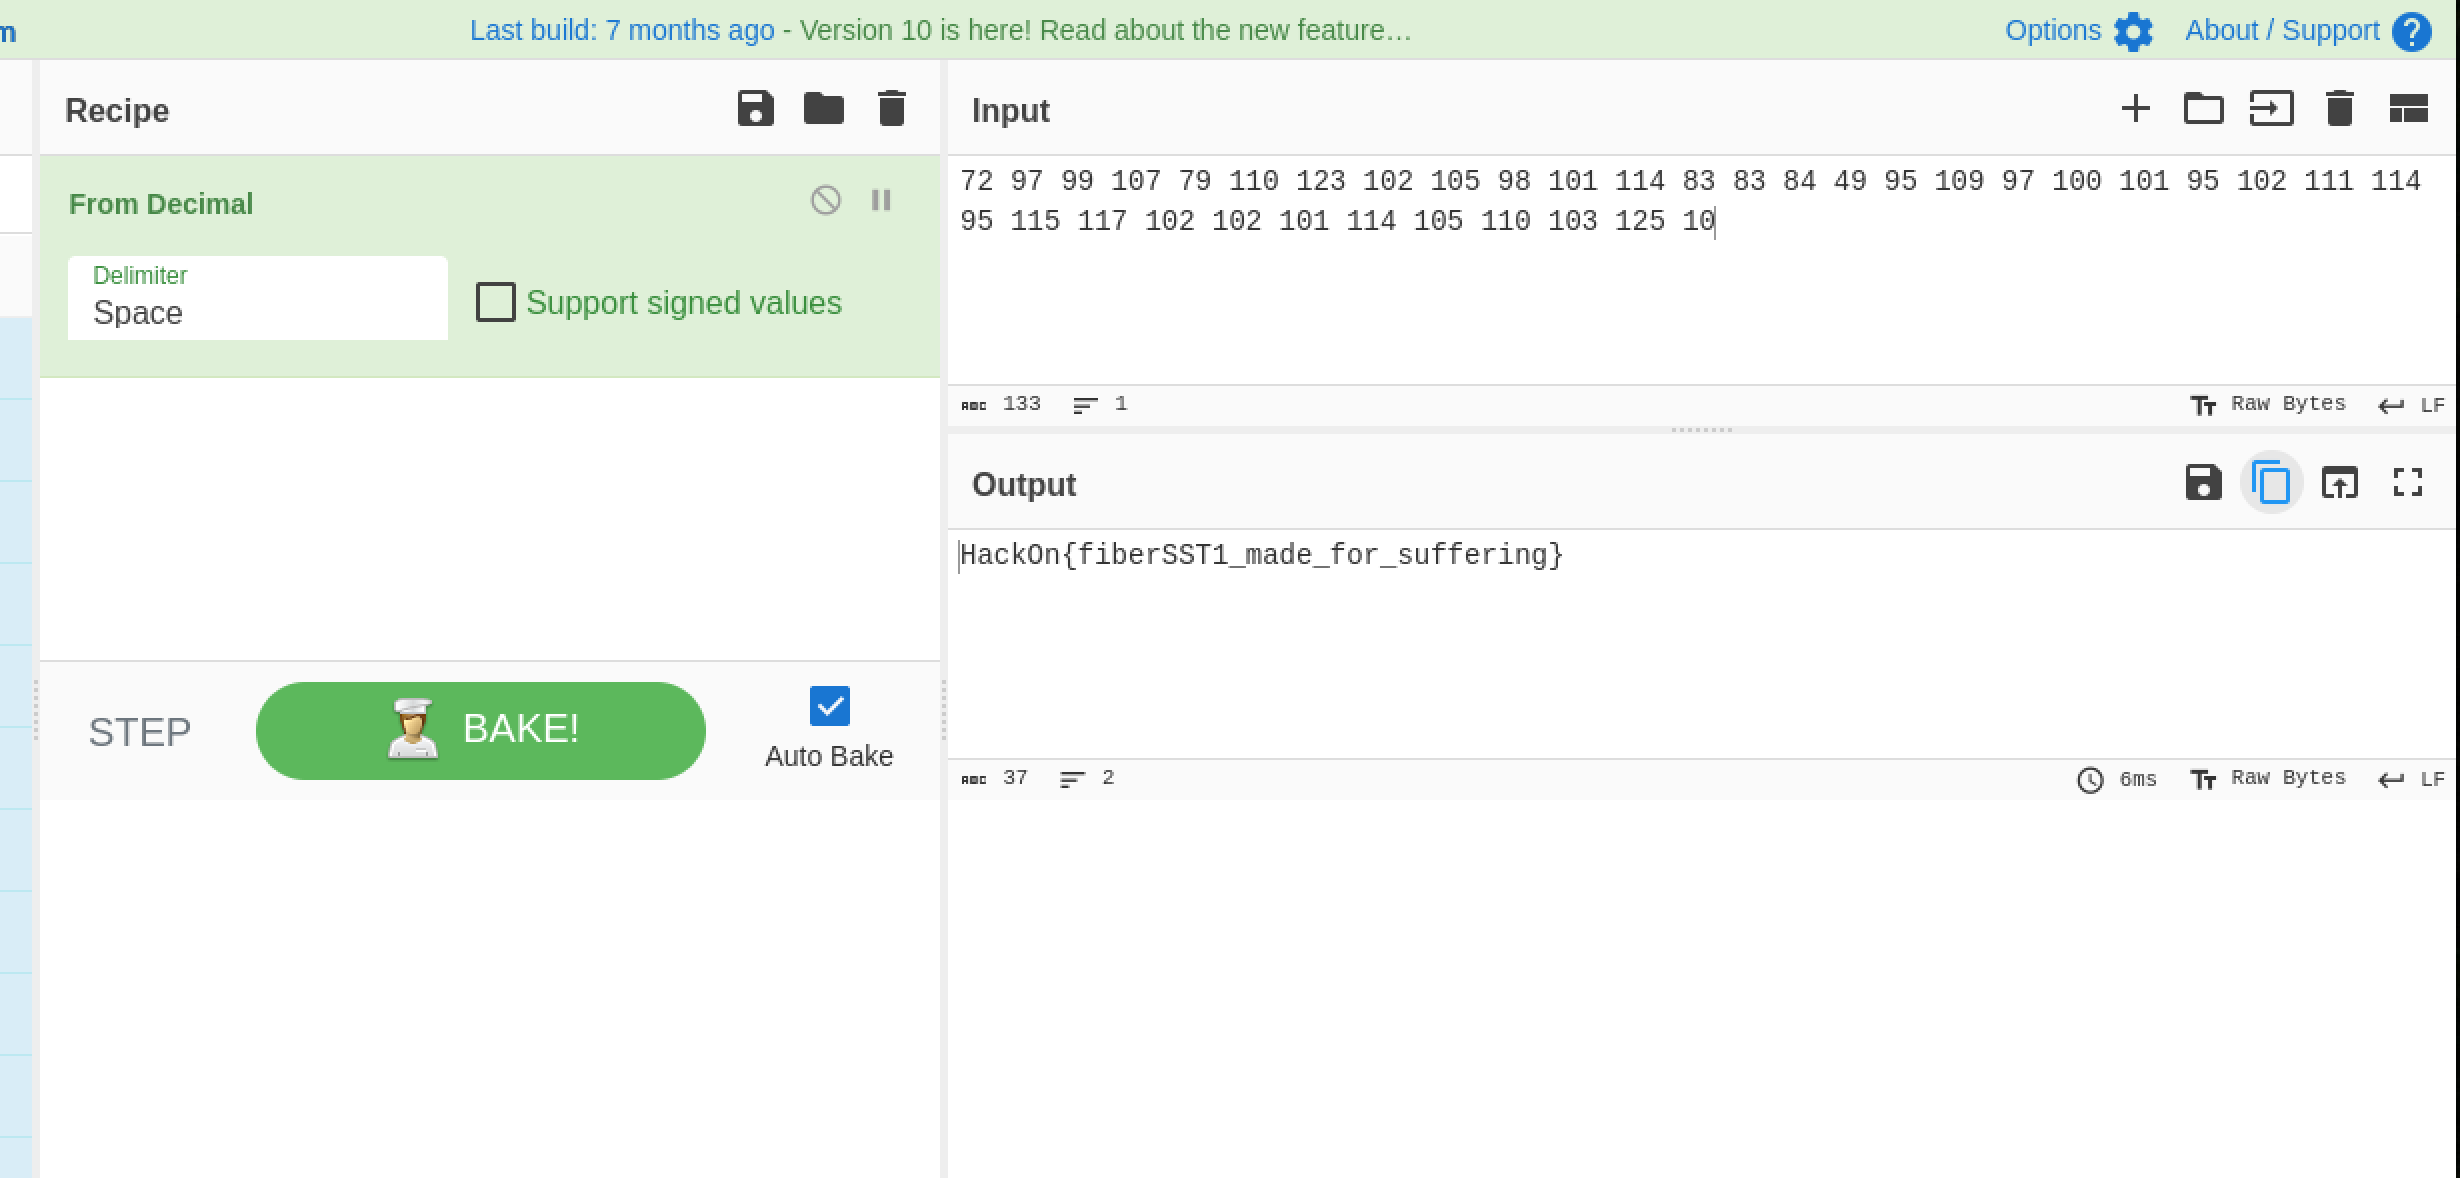 m
Last build: 7 months ago - Version 10 is here! Read about the new feature…
Options
About / Support
Recipe
From Decimal
Delimiter
Space
Support signed values
STEP
BAKE!
Auto Bake
Input
72 97 99 107 79 110 123 102 105 98 101 114 83 83 84 49 95 109 97 100 101 95 102 111 114
95 115 117 102 102 101 114 105 110 103 125 10
ABC 133 1
Tт Raw Bytes LF
Output
HackOn{fiberSST1_made_for_suffering}
ABC 37 2
6ms Tт Raw Bytes LF